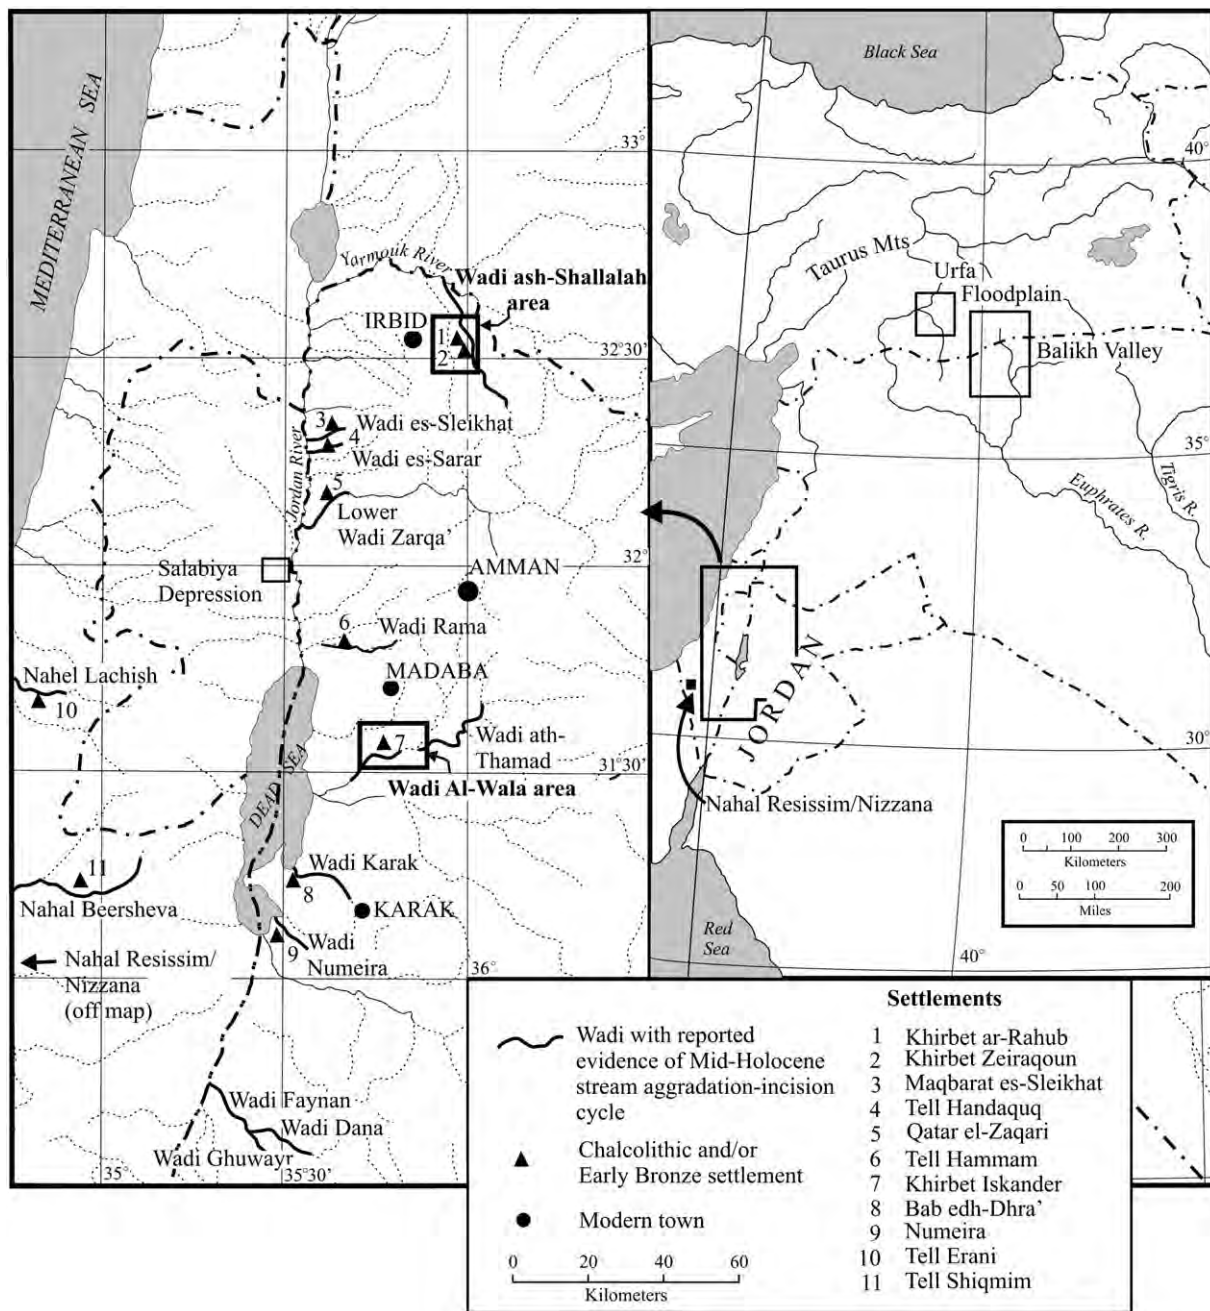 MEDITERRANEAN SEA
33°
Yarmouk River
Wadi ash-Shallalah
area
IRBID
1
2
32°30'
3
Wadi es-Sleikhat
4
Wadi es-Sarar
Jordan River
5
Lower
Wadi Zarqa'
32°
Salabiya
Depression
AMMAN
6
Wadi Rama
MADABA
Nahel Lachish
10
7
Wadi ath-
Thamad
31°30'
Wadi Al-Wala area
DEAD SEA
11
Nahal Beersheva
Wadi Karak
8
KARAK
9
Wadi
Numeira
Nahal Resissim/
Nizzana
(off map)
36°
Wadi Faynan
Wadi Dana
Wadi Ghuwayr
35°
35°30'
Black Sea
40°
Taurus Mts
Urfa
Floodplain
Balikh Valley
35°
Euphrates R.
Tigris R.
JORDAN
30°
Nahal Resissim/Nizzana
0 100 200 300
Kilometers
0 50 100 200
Miles
Red
Sea
40°
Wadi with reported
evidence of Mid-Holocene
stream aggradation-incision
cycle
Chalcolithic and/or
Early Bronze settlement
Modern town
0 20 40 60
Kilometers
Settlements
1 Khirbet ar-Rahub
2 Khirbet Zeiraqoun
3 Maqbarat es-Sleikhat
4 Tell Handaquq
5 Qatar el-Zaqari
6 Tell Hammam
7 Khirbet Iskander
8 Bab edh-Dhra'
9 Numeira
10 Tell Erani
11 Tell Shiqmim